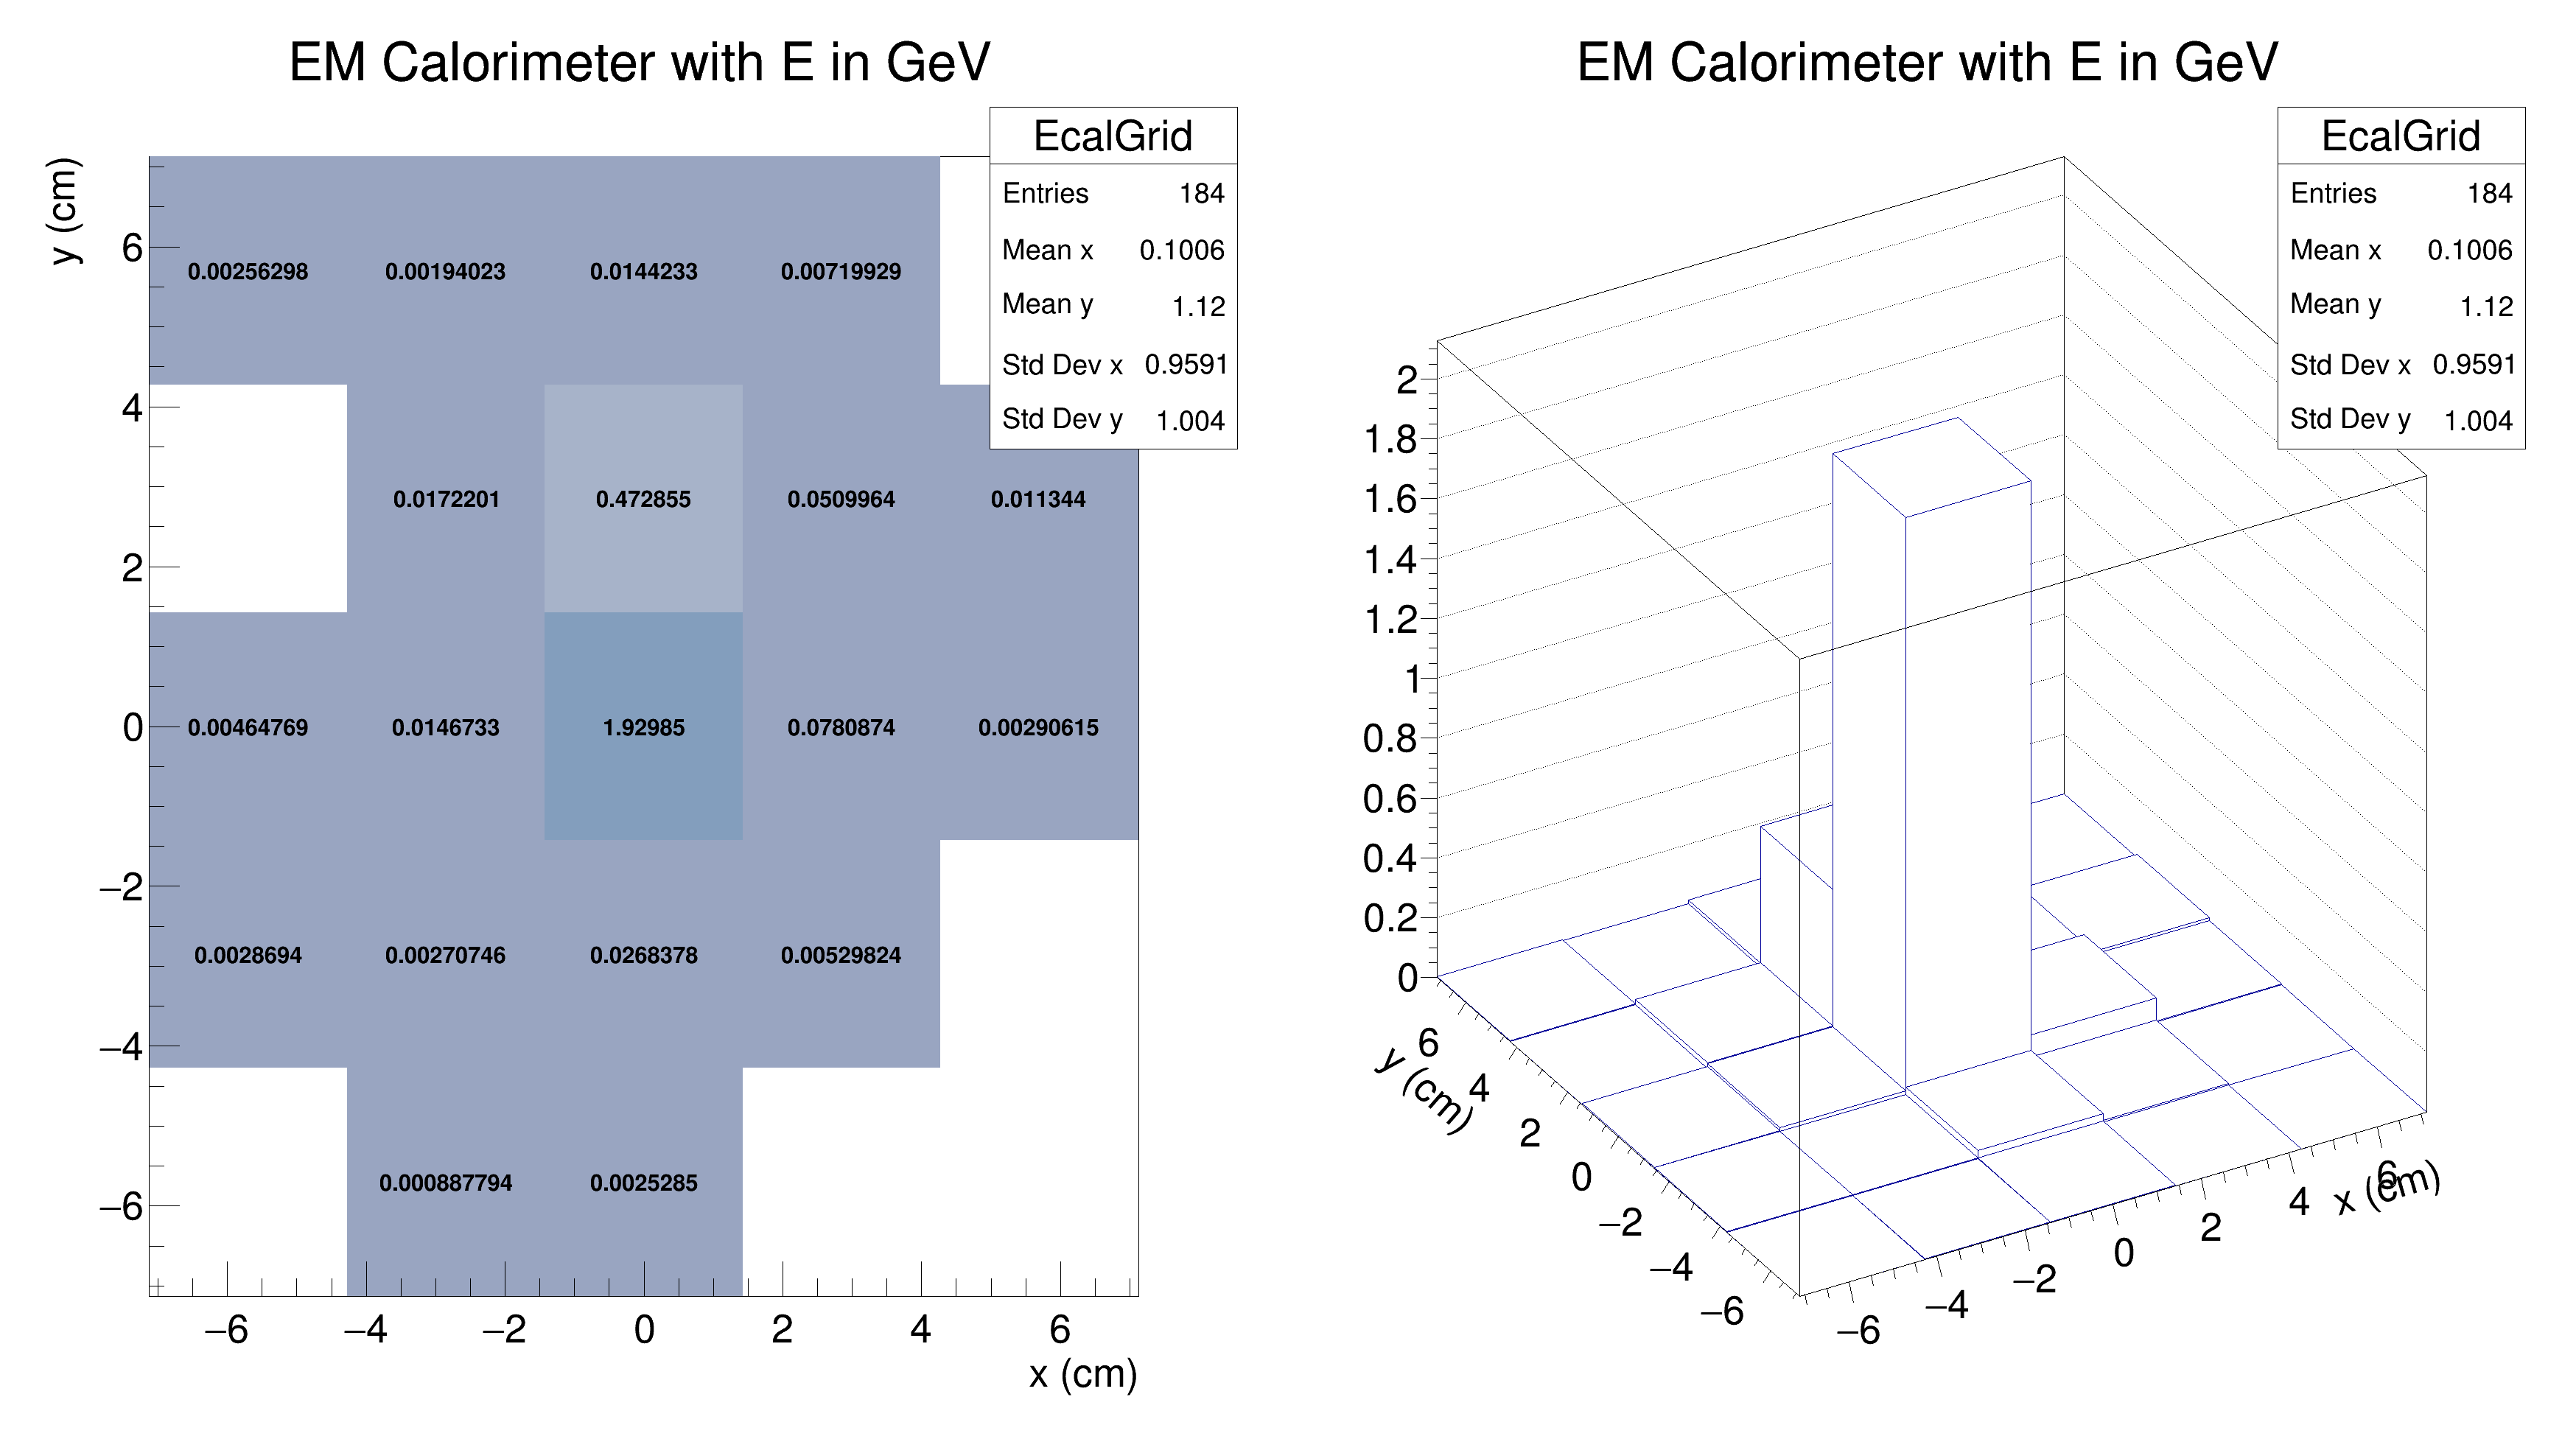 EM Calorimeter with E in GeV
EcalGrid
Entries 184
Mean x 0.1006
Mean y 1.12
Std Dev x 0.9591
Std Dev y 1.004
y (cm)
6
4
2
0
−2
−4
−6
0.00256298 0.00194023 0.0144233 0.00719929
0.0172201 0.472855 0.0509964 0.011344
0.00464769 0.0146733 1.92985 0.0780874 0.00290615
0.0028694 0.00270746 0.0268378 0.00529824
0.000887794 0.0025285
−6 −4 −2 0 2 4 6
x (cm)
EM Calorimeter with E in GeV
EcalGrid
Entries 184
Mean x 0.1006
Mean y 1.12
Std Dev x 0.9591
Std Dev y 1.004
2
1.8
1.6
1.4
1.2
1
0.8
0.6
0.4
0.2
0
y (cm)
6
4
2
0
−2
−4
−6
−6 −4 −2 0 2 4 6
x (cm)